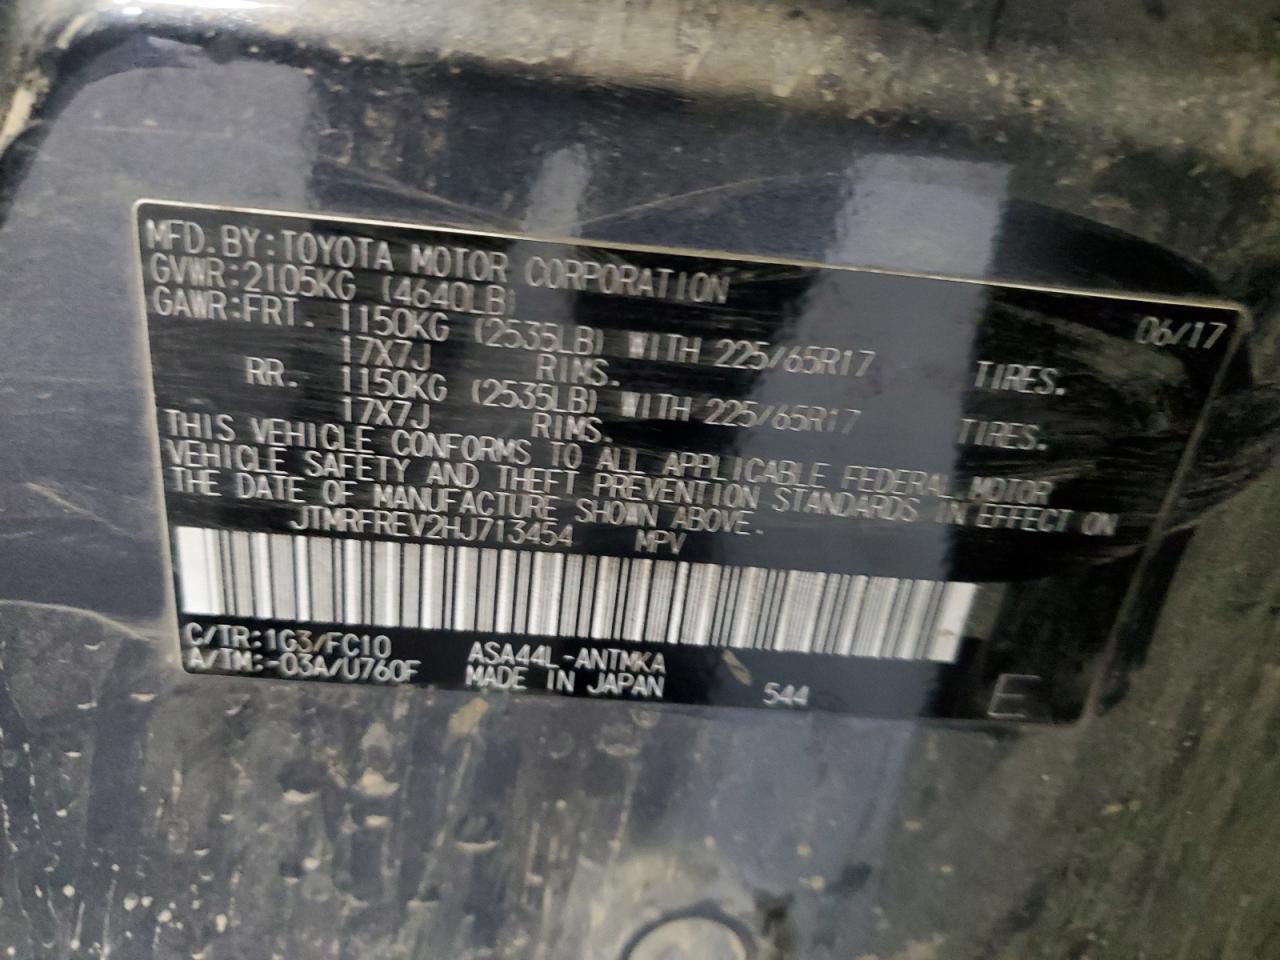 MFD. BY: TOYOTA MOTOR CORPORATION 06/17
GVWR: 2105KG (4640LB)
GAWR: FRT. 1150KG (2535LB) WITH 225/65R17 TIRES.
17X7J RIMS.
RR. 1150KG (2535LB) WITH 225/65R17 TIRES.
17X7J RIMS.
THIS VEHICLE CONFORMS TO ALL APPLICABLE FEDERAL MOTOR
VEHICLE SAFETY AND THEFT PREVENTION STANDARDS IN EFFECT ON
THE DATE OF MANUFACTURE SHOWN ABOVE.
JTMRFREV2HJ713454 MPV
C/TR: 1G3/FC10 ASA44L-ANTMKA
A/TM: -03A/U760F MADE IN JAPAN 544 E